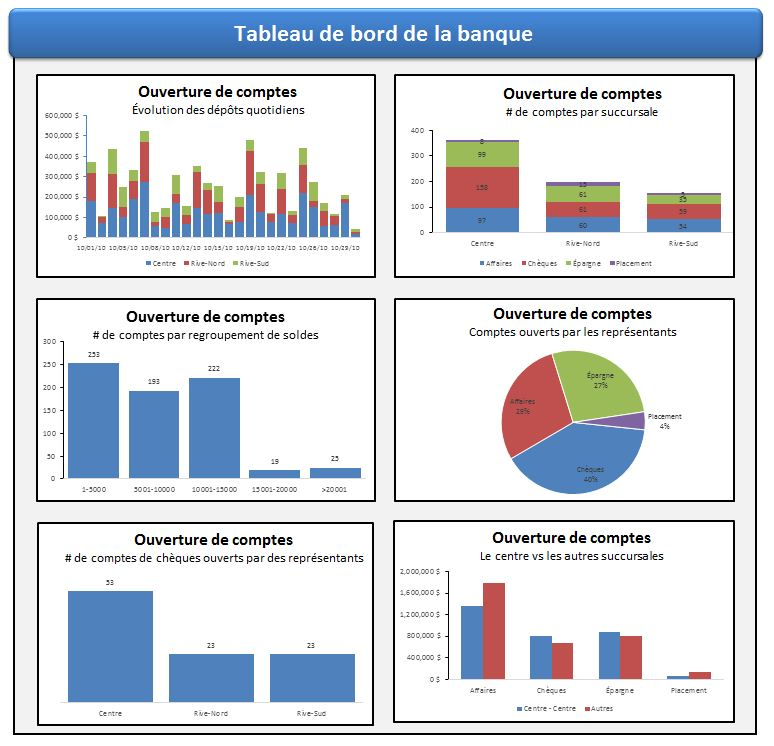 Tableau de bord de la banque
Ouverture de comptes
Évolution des dépôts quotidiens
600,000 $
500,000 $
400,000 $
300,000 $
200,000 $
100,000 $
0 $
10/01/10 10/05/10 10/08/10 10/12/10 10/15/10 10/19/10 10/22/10 10/26/10 10/29/10
Centre Rive-Nord Rive-Sud
Ouverture de comptes
# de comptes par succursale
400
300
200
100
0
8
99
158
97
15
61
61
60
35
59
54
Centre Rive-Nord Rive-Sud
Affaires Chèques Épargne Placement
Ouverture de comptes
# de comptes par regroupement de soldes
300
250
200
150
100
50
0
253
193
222
19
25
1-5000 5001-10000 10001-15000 15001-20000 >20001
Ouverture de comptes
Comptes ouverts par les représentants
Épargne
27%
Affaires
29%
Placement
4%
Chèques
40%
Ouverture de comptes
# de comptes de chèques ouverts par des représentants
53
23
23
Centre Rive-Nord Rive-Sud
Ouverture de comptes
Le centre vs les autres succursales
2,000,000 $
1,600,000 $
1,200,000 $
800,000 $
400,000 $
0 $
Affaires Chèques Épargne Placement
Centre - Centre Autres